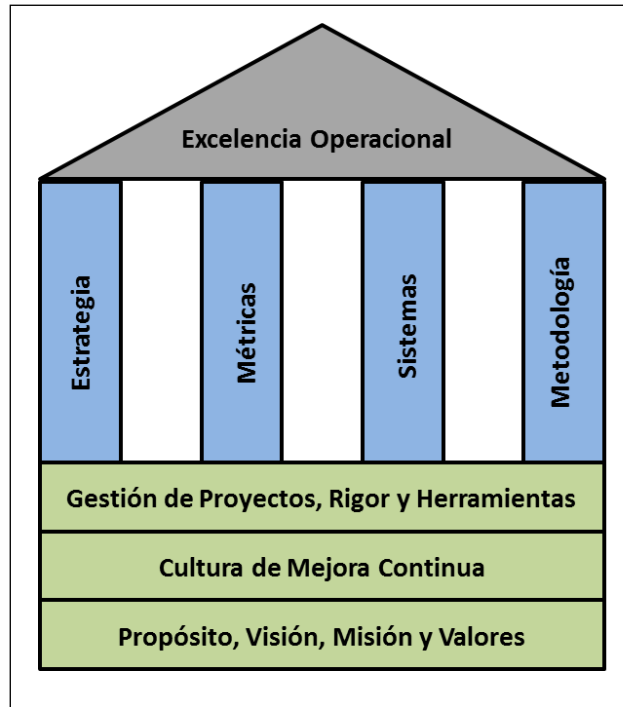 Excelencia Operacional
Estrategia
Métricas
Sistemas
Metodología
Gestión de Proyectos, Rigor y Herramientas
Cultura de Mejora Continua
Propósito, Visión, Misión y Valores